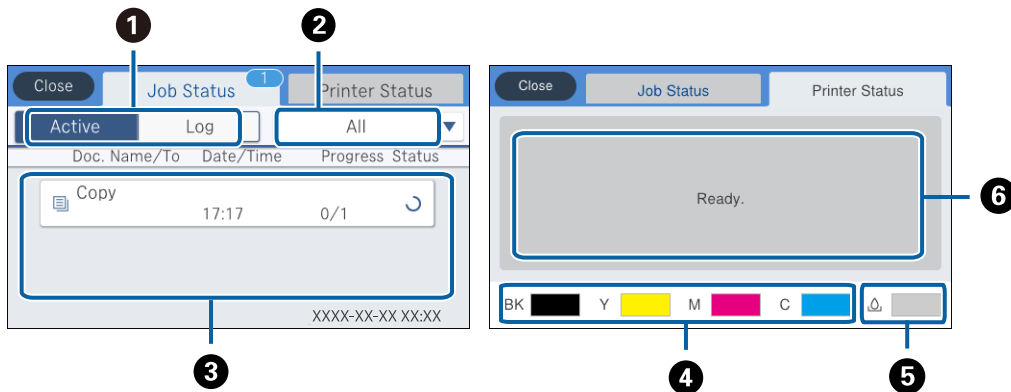 1 2
Close Job Status 1 Printer Status
Active Log All
Doc. Name/To Date/Time Progress Status
Copy
17:17 0/1
XXXX-XX-XX XX:XX
3
Close Job Status Printer Status
Ready.
6
BK Y M C
4 5